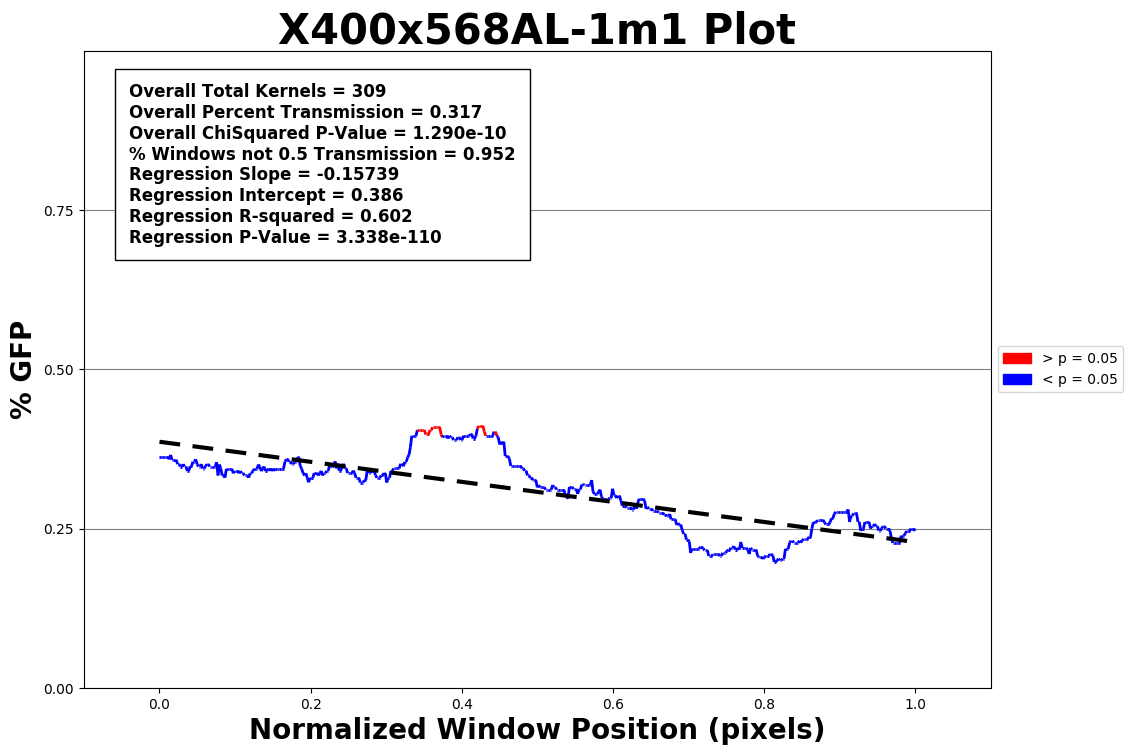 X400x568AL-1m1 Plot
Overall Total Kernels = 309
Overall Percent Transmission = 0.317
Overall ChiSquared P-Value = 1.290e-10
% Windows not 0.5 Transmission = 0.952
Regression Slope = -0.15739
Regression Intercept = 0.386
Regression R-squared = 0.602
Regression P-Value = 3.338e-110
% GFP
0.75
0.50
0.25
0.00
> p = 0.05
< p = 0.05
0.0 0.2 0.4 0.6 0.8 1.0
Normalized Window Position (pixels)